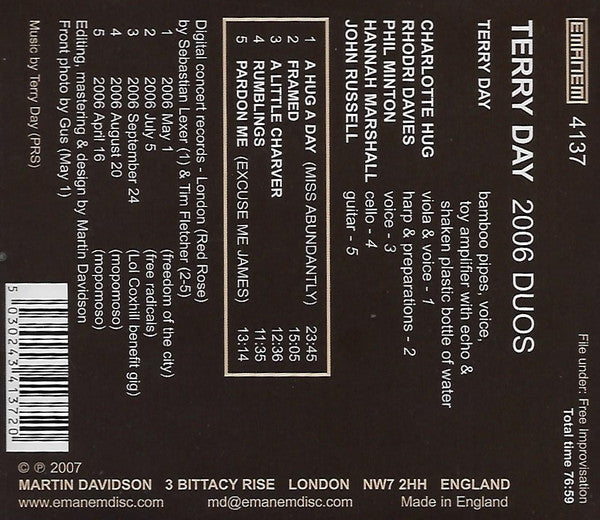 EMANEM 4137
File under: Free Improvisation
Total time 76:59
TERRY DAY 2006 DUOS
TERRY DAY bamboo pipes, voice,
toy amplifier with echo &
shaken plastic bottle of water
CHARLOTTE HUG viola & voice - 1
RHODRI DAVIES harp & preparations - 2
PHIL MINTON voice - 3
HANNAH MARSHALL cello - 4
JOHN RUSSELL guitar - 5
1 A HUG A DAY (MISS ABUNDANTLY) 23:45
2 FRAMED 15:05
3 A LITTLE CHARVER 12:36
4 RUMBLINGS 11:35
5 PARDON ME (EXCUSE ME JAMES) 13:14
Digital concert records - London (Red Rose)
by Sebastian Lexer (1) & Tim Fletcher (2-5)
1 2006 May 1 (freedom of the city)
2 2006 July 5 (free radicals)
3 2006 September 24 (Lol Coxhill benefit gig)
4 2006 August 20 (mopomoso)
5 2006 April 16 (mopomoso)
Editing, mastering & design by Martin Davidson
Front photo by Gus (May 1)
Music by Terry Day (PRS)
5 030243 413720
© ℗ 2007
MARTIN DAVIDSON 3 BITTACY RISE LONDON NW7 2HH ENGLAND
www.emanemdisc.com md@emanemdisc.com Made in England